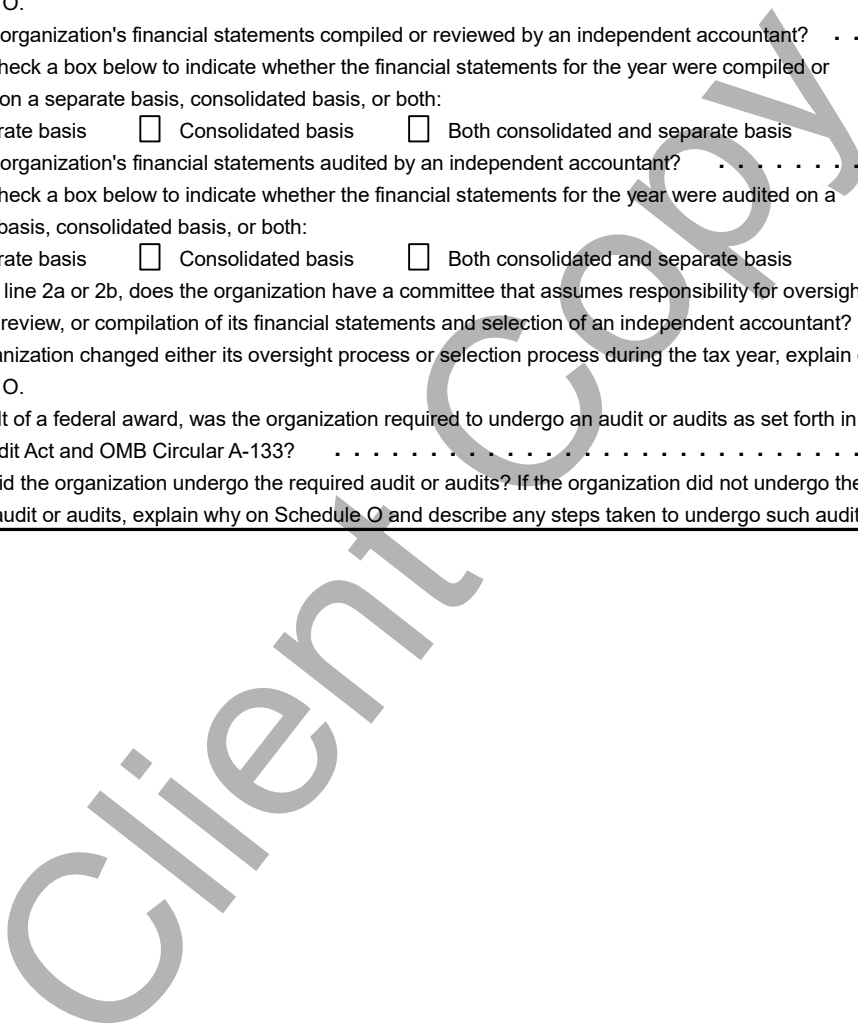 O.
organization's financial statements compiled or reviewed by an independent accountant? . .
heck a box below to indicate whether the financial statements for the year were compiled or
on a separate basis, consolidated basis, or both:
rate basis Consolidated basis Both consolidated and separate basis
organization's financial statements audited by an independent accountant? . . . . . . . .
heck a box below to indicate whether the financial statements for the year were audited on a
basis, consolidated basis, or both:
rate basis Consolidated basis Both consolidated and separate basis
line 2a or 2b, does the organization have a committee that assumes responsibility for oversigh
review, or compilation of its financial statements and selection of an independent accountant?
anization changed either its oversight process or selection process during the tax year, explain
O.
lt of a federal award, was the organization required to undergo an audit or audits as set forth in
dit Act and OMB Circular A-133? . . . . . . . . . . . . . . . . . . . . . . . . . . . .
id the organization undergo the required audit or audits? If the organization did not undergo the
audit or audits, explain why on Schedule O and describe any steps taken to undergo such audit
Client Copy